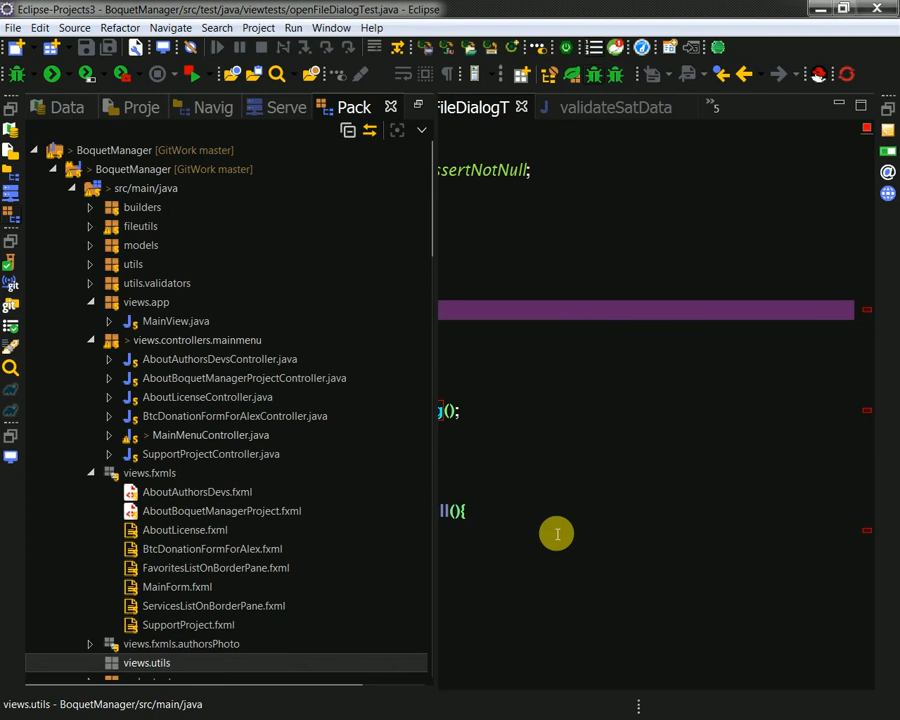 Eclipse-Projects3 - BoquetManager/src/test/java/viewtests/openFileDialogTest.java - Eclipse
File Edit Source Refactor Navigate Search Project Run Window Help
Data Proje Navig Serve Pack FileDialogT validateSatData »5
BoquetManager [GitWork master]
> BoquetManager [GitWork master]
> src/main/java
builders
fileutils
models
utils
utils.validators
views.app
MainView.java
> views.controllers.mainmenu
AboutAuthorsDevsController.java
AboutBoquetManagerProjectController.java
AboutLicenseController.java
BtcDonationFormForAlexController.java
> MainMenuController.java
SupportProjectController.java
views.fxmls
AboutAuthorsDevs.fxml
AboutBoquetManagerProject.fxml
AboutLicense.fxml
BtcDonationFormForAlex.fxml
FavoritesListOnBorderPane.fxml
MainForm.fxml
ServicesListOnBorderPane.fxml
SupportProject.fxml
views.fxmls.authorsPhoto
views.utils
ssertNotNull;
g();
ll(){
views.utils - BoquetManager/src/main/java